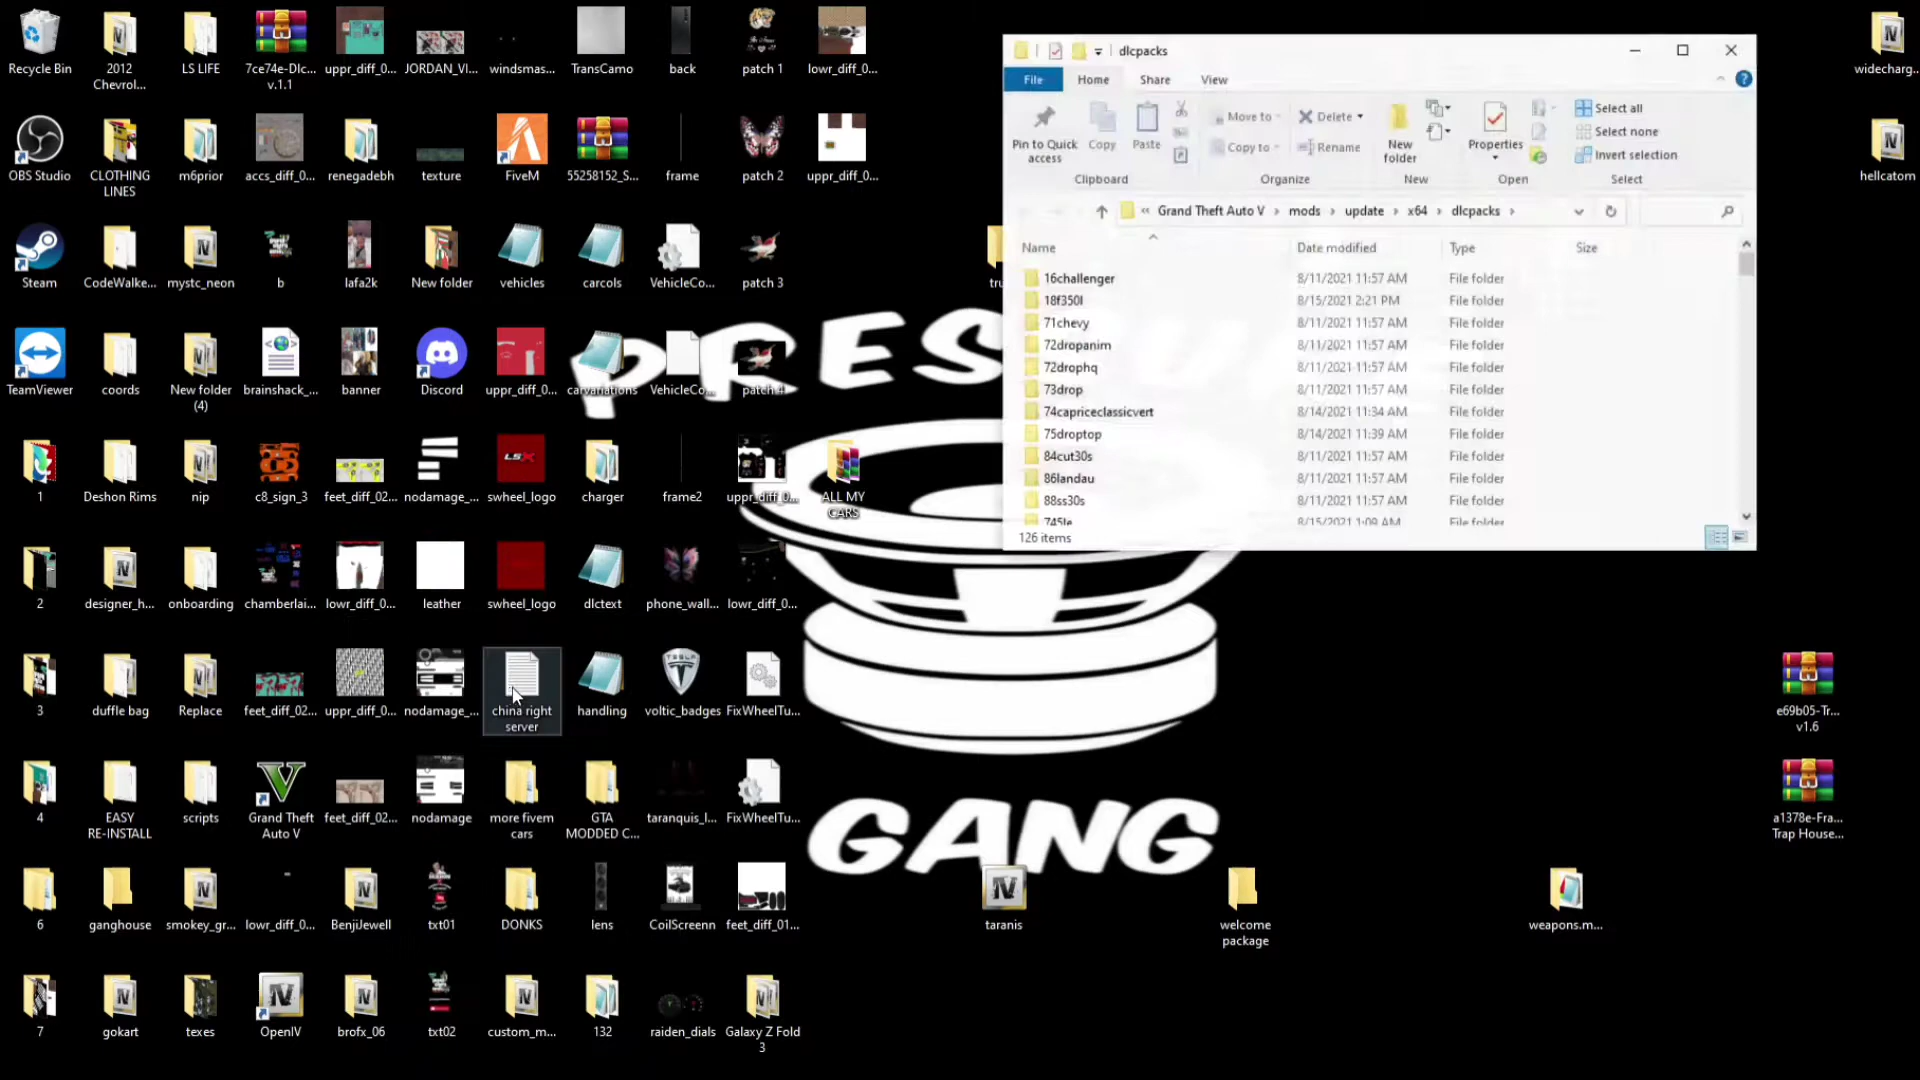 Recycle Bin
2012
Chevrol...
LS LIFE
7ce74e-Dlc...
v.1.1
uppr_diff_0...
JORDAN_VI...
windsmas...
TransCamo
back
patch 1
lowr_diff_0...
OBS Studio
CLOTHING
LINES
m6prior
accs_diff_0...
renegadebh
texture
FiveM
55258152_S...
frame
patch 2
uppr_diff_0...
Steam
CodeWalke...
mystc_neon
b
lafa2k
New folder
vehicles
carcols
VehicleCo...
patch 3
TeamViewer
coords
New folder
(4)
brainshack_...
banner
Discord
uppr_diff_0...
carvariations
VehicleCo...
patch 4
1
Deshon Rims
nip
c8_sign_3
feet_diff_02...
nodamage_...
swheel_logo
charger
frame2
uppr_diff_0...
ALL MY
CARS
2
designer_h...
onboarding
chamberlai...
lowr_diff_0...
leather
swheel_logo
dlctext
phone_wall...
lowr_diff_0...
3
duffle bag
Replace
feet_diff_02...
uppr_diff_0...
nodamage_...
china right
server
handling
voltic_badges
FixWheelTu...
4
EASY
RE-INSTALL
scripts
Grand Theft
Auto V
feet_diff_02...
nodamage
more fivem
cars
GTA
MODDED C...
taranquis_l...
FixWheelTu...
6
ganghouse
smokey_gr...
lowr_diff_0...
BenjiJewell
txt01
DONKS
lens
CoilScreenn
feet_diff_01...
7
gokart
texes
OpenIV
brofx_06
txt02
custom_m...
132
raiden_dials
Galaxy Z Fold
3
dlcpacks
File
Home
Share
View
Pin to Quick
access
Copy
Paste
Move to
Copy to
Delete
Rename
New
folder
Properties
Select all
Select none
Invert selection
Clipboard
Organize
New
Open
Select
« Grand Theft Auto V › mods › update › x64 › dlcpacks ›
Name
Date modified
Type
Size
16challenger 8/11/2021 11:57 AM File folder
18f350l 8/15/2021 2:21 PM File folder
71chevy 8/11/2021 11:57 AM File folder
72dropanim 8/11/2021 11:57 AM File folder
72drophq 8/11/2021 11:57 AM File folder
73drop 8/11/2021 11:57 AM File folder
74capriceclassicvert 8/14/2021 11:34 AM File folder
75droptop 8/14/2021 11:39 AM File folder
84cut30s 8/11/2021 11:57 AM File folder
86landau 8/11/2021 11:57 AM File folder
88ss30s 8/11/2021 11:57 AM File folder
745le 8/15/2021 1:09 AM File folder
126 items
GANG
taranis
welcome
package
weapons.m...
widecharg...
hellcatom
e69b05-Tr...
v1.6
a1378e-Fra...
Trap House...